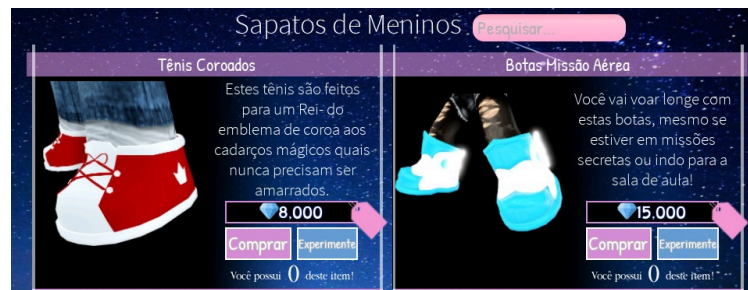 Sapatos de Meninos
Pesquisar...
Tênis Coroados
Estes tênis são feitos
para um Rei- do
emblema de coroa aos
cadarços mágicos quais
nunca precisam ser
amarrados.
8,000
Comprar
Experimente
Você possui 0 deste item!
Botas Missão Aérea
Você vai voar longe com
estas botas, mesmo se
estiver em missões
secretas ou indo para a
sala de aula!
15,000
Comprar
Experimente
Você possui 0 deste item!